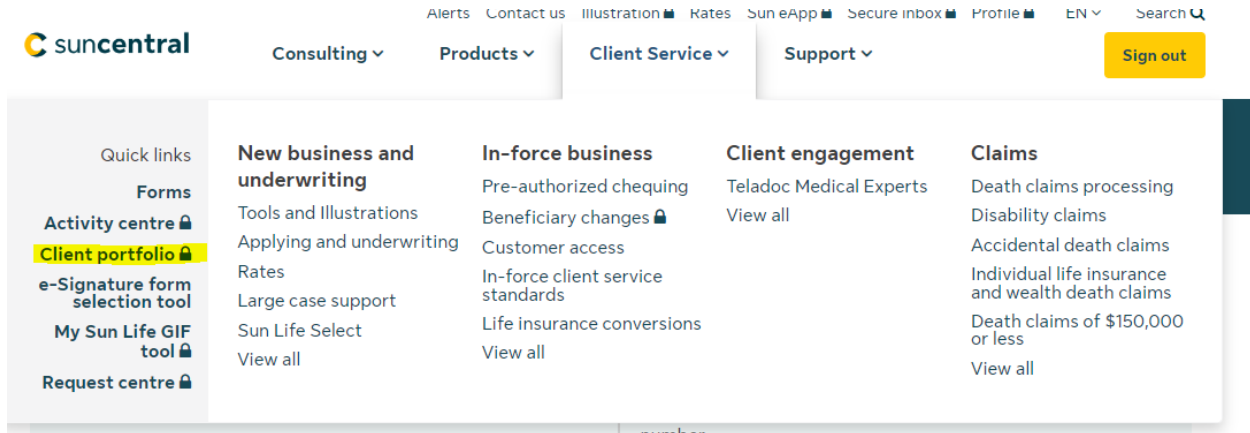 Alerts Contact us Illustration Rates Sun eApp Secure inbox Profile EN Search
suncentral
Consulting Products Client Service Support
Sign out
Quick links
Forms
Activity centre
Client portfolio
e-Signature form
selection tool
My Sun Life GIF
tool
Request centre
New business and
underwriting
Tools and Illustrations
Applying and underwriting
Rates
Large case support
Sun Life Select
View all
In-force business
Pre-authorized chequing
Beneficiary changes
Customer access
In-force client service
standards
Life insurance conversions
View all
Client engagement
Teladoc Medical Experts
View all
Claims
Death claims processing
Disability claims
Accidental death claims
Individual life insurance
and wealth death claims
Death claims of $150,000
or less
View all
number